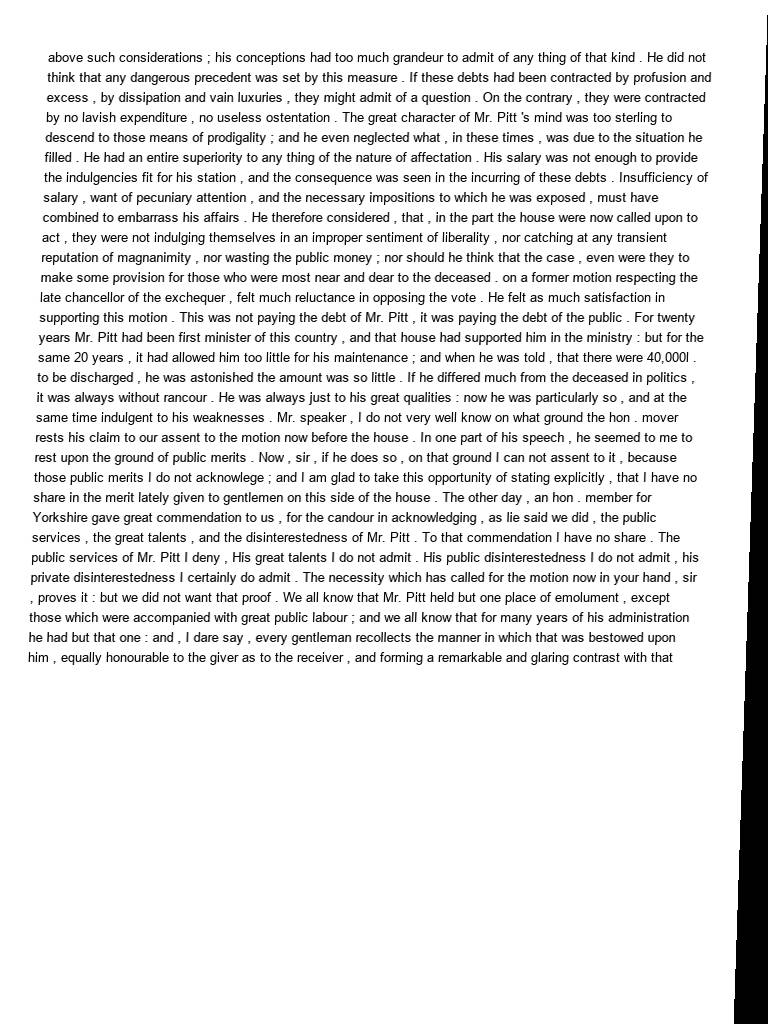 above such considerations ; his conceptions had too much grandeur to admit of any thing of that kind . He did not
think that any dangerous precedent was set by this measure . If these debts had been contracted by profusion and
excess , by dissipation and vain luxuries , they might admit of a question . On the contrary , they were contracted
by no lavish expenditure , no useless ostentation . The great character of Mr. Pitt 's mind was too sterling to
descend to those means of prodigality ; and he even neglected what , in these times , was due to the situation he
filled . He had an entire superiority to any thing of the nature of affectation . His salary was not enough to provide
the indulgencies fit for his station , and the consequence was seen in the incurring of these debts . Insufficiency of
salary , want of pecuniary attention , and the necessary impositions to which he was exposed , must have
combined to embarrass his affairs . He therefore considered , that , in the part the house were now called upon to
act , they were not indulging themselves in an improper sentiment of liberality , nor catching at any transient
reputation of magnanimity , nor wasting the public money ; nor should he think that the case , even were they to
make some provision for those who were most near and dear to the deceased . on a former motion respecting the
late chancellor of the exchequer , felt much reluctance in opposing the vote . He felt as much satisfaction in
supporting this motion . This was not paying the debt of Mr. Pitt , it was paying the debt of the public . For twenty
years Mr. Pitt had been first minister of this country , and that house had supported him in the ministry : but for the
same 20 years , it had allowed him too little for his maintenance ; and when he was told , that there were 40,000l .
to be discharged , he was astonished the amount was so little . If he differed much from the deceased in politics ,
it was always without rancour . He was always just to his great qualities : now he was particularly so , and at the
same time indulgent to his weaknesses . Mr. speaker , I do not very well know on what ground the hon . mover
rests his claim to our assent to the motion now before the house . In one part of his speech , he seemed to me to
rest upon the ground of public merits . Now , sir , if he does so , on that ground I can not assent to it , because
those public merits I do not acknowlege ; and I am glad to take this opportunity of stating explicitly , that I have no
share in the merit lately given to gentlemen on this side of the house . The other day , an hon . member for
Yorkshire gave great commendation to us , for the candour in acknowledging , as lie said we did , the public
services , the great talents , and the disinterestedness of Mr. Pitt . To that commendation I have no share . The
public services of Mr. Pitt I deny , His great talents I do not admit . His public disinterestedness I do not admit , his
private disinterestedness I certainly do admit . The necessity which has called for the motion now in your hand , sir
, proves it : but we did not want that proof . We all know that Mr. Pitt held but one place of emolument , except
those which were accompanied with great public labour ; and we all know that for many years of his administration
he had but that one : and , I dare say , every gentleman recollects the manner in which that was bestowed upon
him , equally honourable to the giver as to the receiver , and forming a remarkable and glaring contrast with that